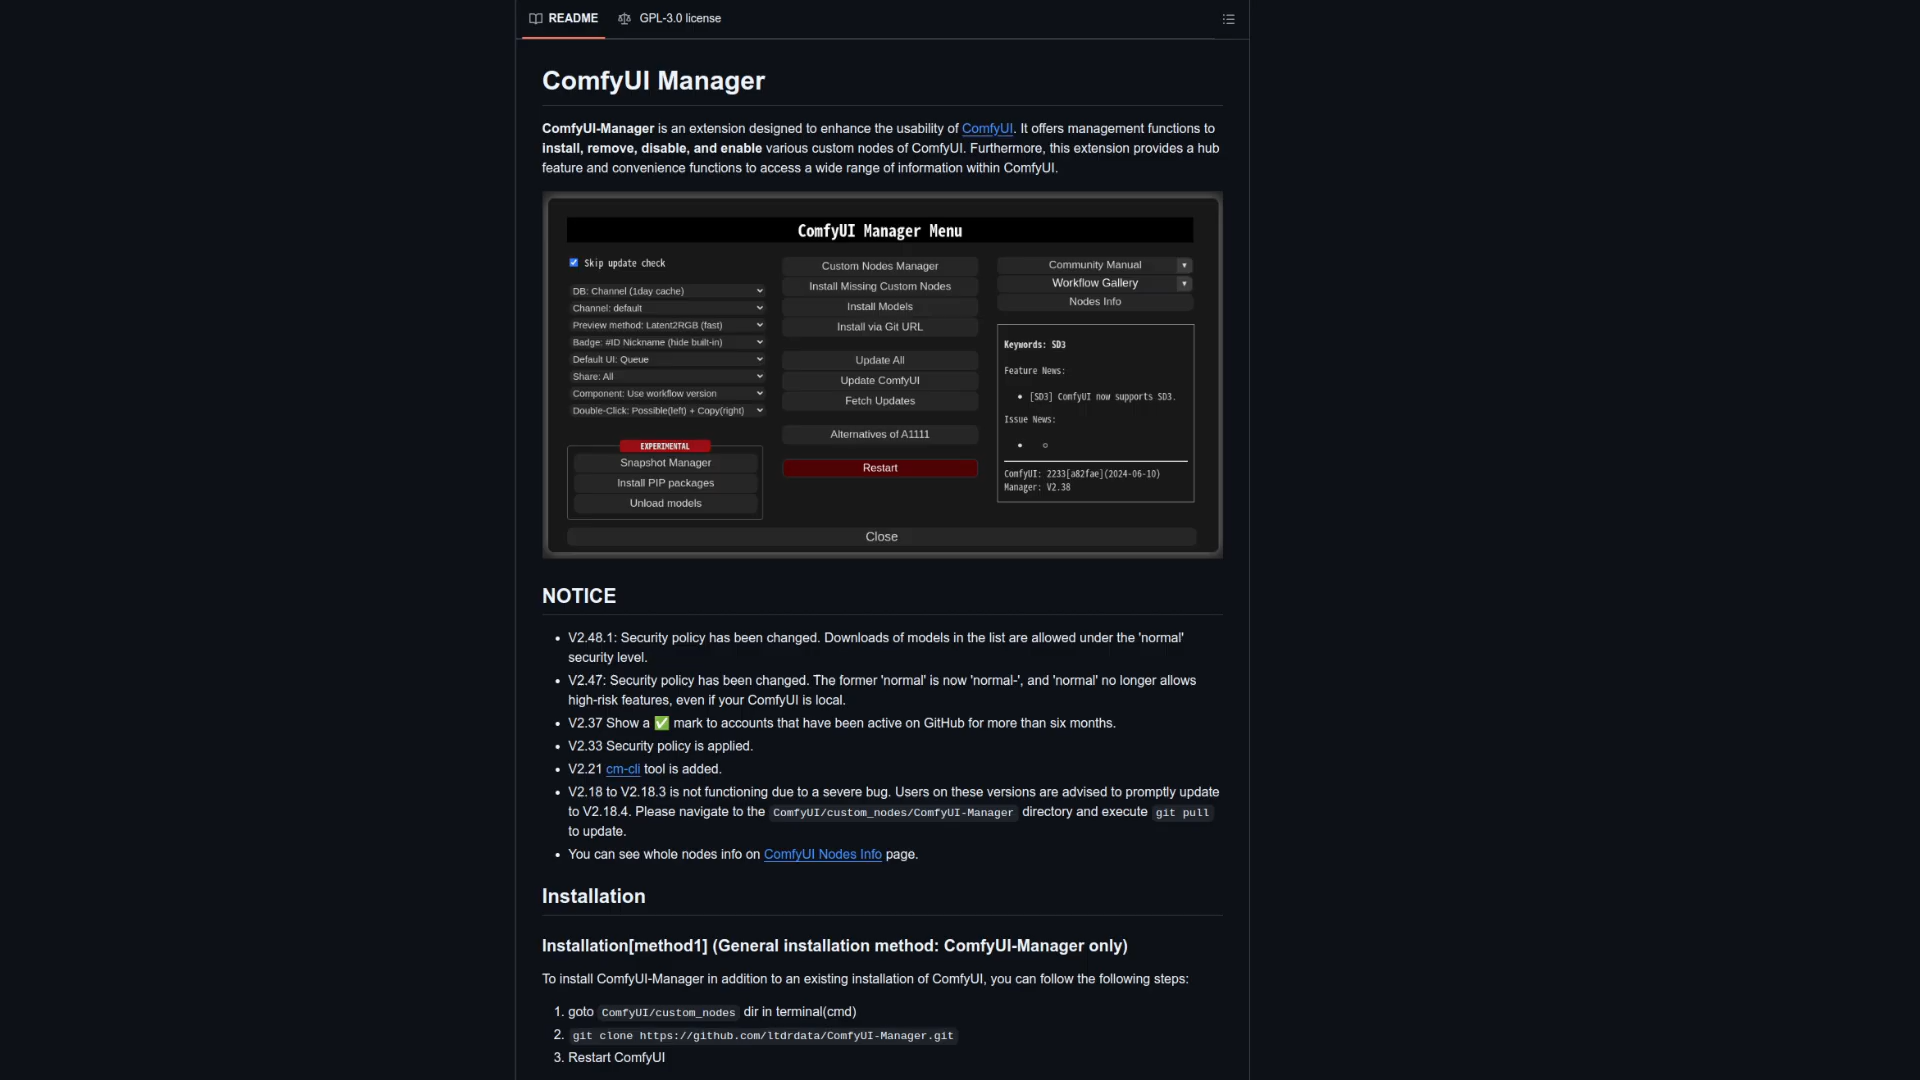 README
GPL-3.0 license
ComfyUI Manager
ComfyUI-Manager is an extension designed to enhance the usability of ComfyUI. It offers management functions to
install, remove, disable, and enable various custom nodes of ComfyUI. Furthermore, this extension provides a hub
feature and convenience functions to access a wide range of information within ComfyUI.
ComfyUI Manager Menu
Skip update check
DB: Channel (1day cache)
Channel: default
Preview method: Latent2RGB (fast)
Badge: #ID Nickname (hide built-in)
Default UI: Queue
Share: All
Component: Use workflow version
Double-Click: Possible(left) + Copy(right)
EXPERIMENTAL
Snapshot Manager
Install PIP packages
Unload models
Custom Nodes Manager
Install Missing Custom Nodes
Install Models
Install via Git URL
Update All
Update ComfyUI
Fetch Updates
Alternatives of A1111
Restart
Community Manual
Workflow Gallery
Nodes Info
Keywords: SD3
Feature News:
• [SD3] ComfyUI now supports SD3.
Issue News:
ComfyUI: 2233[a82fae](2024-06-10)
Manager: V2.38
Close
NOTICE
• V2.48.1: Security policy has been changed. Downloads of models in the list are allowed under the 'normal'
security level.
• V2.47: Security policy has been changed. The former 'normal' is now 'normal-', and 'normal' no longer allows
high-risk features, even if your ComfyUI is local.
• V2.37 Show a ✅ mark to accounts that have been active on GitHub for more than six months.
• V2.33 Security policy is applied.
• V2.21 cm-cli tool is added.
• V2.18 to V2.18.3 is not functioning due to a severe bug. Users on these versions are advised to promptly update
to V2.18.4. Please navigate to the ComfyUI/custom_nodes/ComfyUI-Manager directory and execute git pull
to update.
• You can see whole nodes info on ComfyUI Nodes Info page.
Installation
Installation[method1] (General installation method: ComfyUI-Manager only)
To install ComfyUI-Manager in addition to an existing installation of ComfyUI, you can follow the following steps:
1. goto ComfyUI/custom_nodes dir in terminal(cmd)
2. git clone https://github.com/ltdrdata/ComfyUI-Manager.git
3. Restart ComfyUI